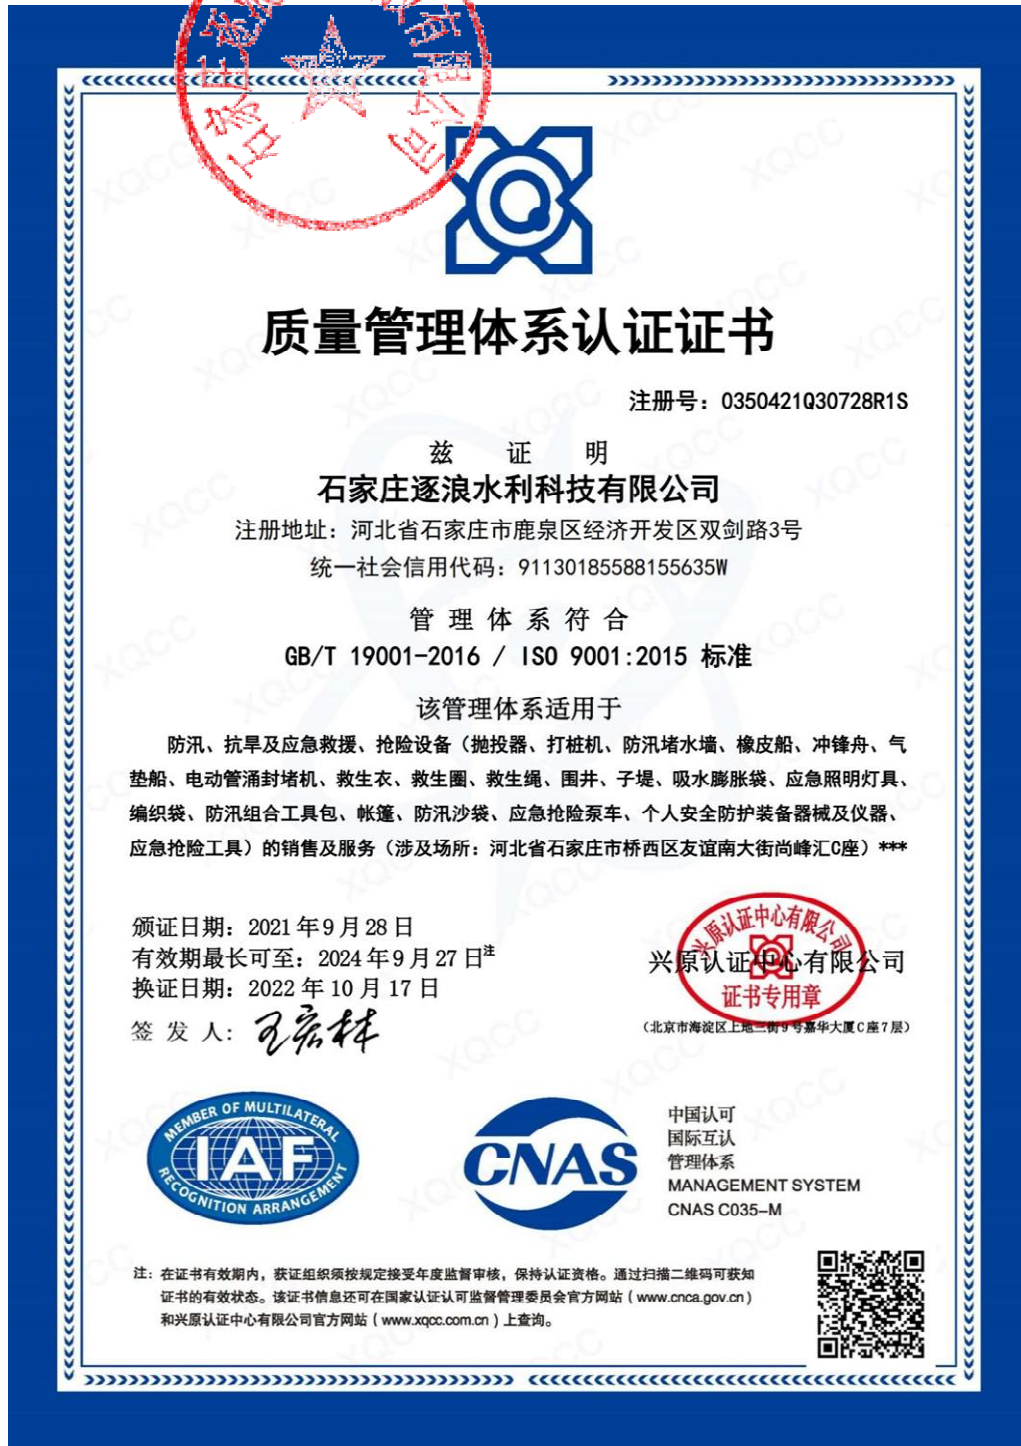 质量管理体系认证证书
注册号：0350421Q30728R1S
兹 证 明
石家庄逐浪水利科技有限公司
注册地址：河北省石家庄市鹿泉区经济开发区双剑路3号
统一社会信用代码：91130185588155635W
管 理 体 系 符 合
GB/T 19001-2016 / ISO 9001:2015 标准
该管理体系适用于
防汛、抗旱及应急救援、抢险设备（抛投器、打桩机、防汛堵水墙、橡皮船、冲锋舟、气
垫船、电动管涌封堵机、救生衣、救生圈、救生绳、围井、子堤、吸水膨胀袋、应急照明灯具、
编织袋、防汛组合工具包、帐篷、防汛沙袋、应急抢险泵车、个人安全防护装备器械及仪器、
应急抢险工具）的销售及服务（涉及场所：河北省石家庄市桥西区友谊南大街尚峰汇C座）***
颁证日期：2021年9月28日
有效期最长可至：2024年9月27日注
换证日期：2022年10月17日
签 发 人：
兴原认证中心有限公司
证书专用章
兴原认证中心有限公司
（北京市海淀区上地三街9号嘉华大厦C座7层）
MEMBER OF MULTILATERAL
IAF
RECOGNITION ARRANGEMENT
CNAS
中国认可
国际互认
管理体系
MANAGEMENT SYSTEM
CNAS C035-M
注：在证书有效期内，获证组织须按规定接受年度监督审核，保持认证资格。通过扫描二维码可获知
证书的有效状态。该证书信息还可在国家认证认可监督管理委员会官方网站（www.cnca.gov.cn）
和兴原认证中心有限公司官方网站（www.xqcc.com.cn）上查询。